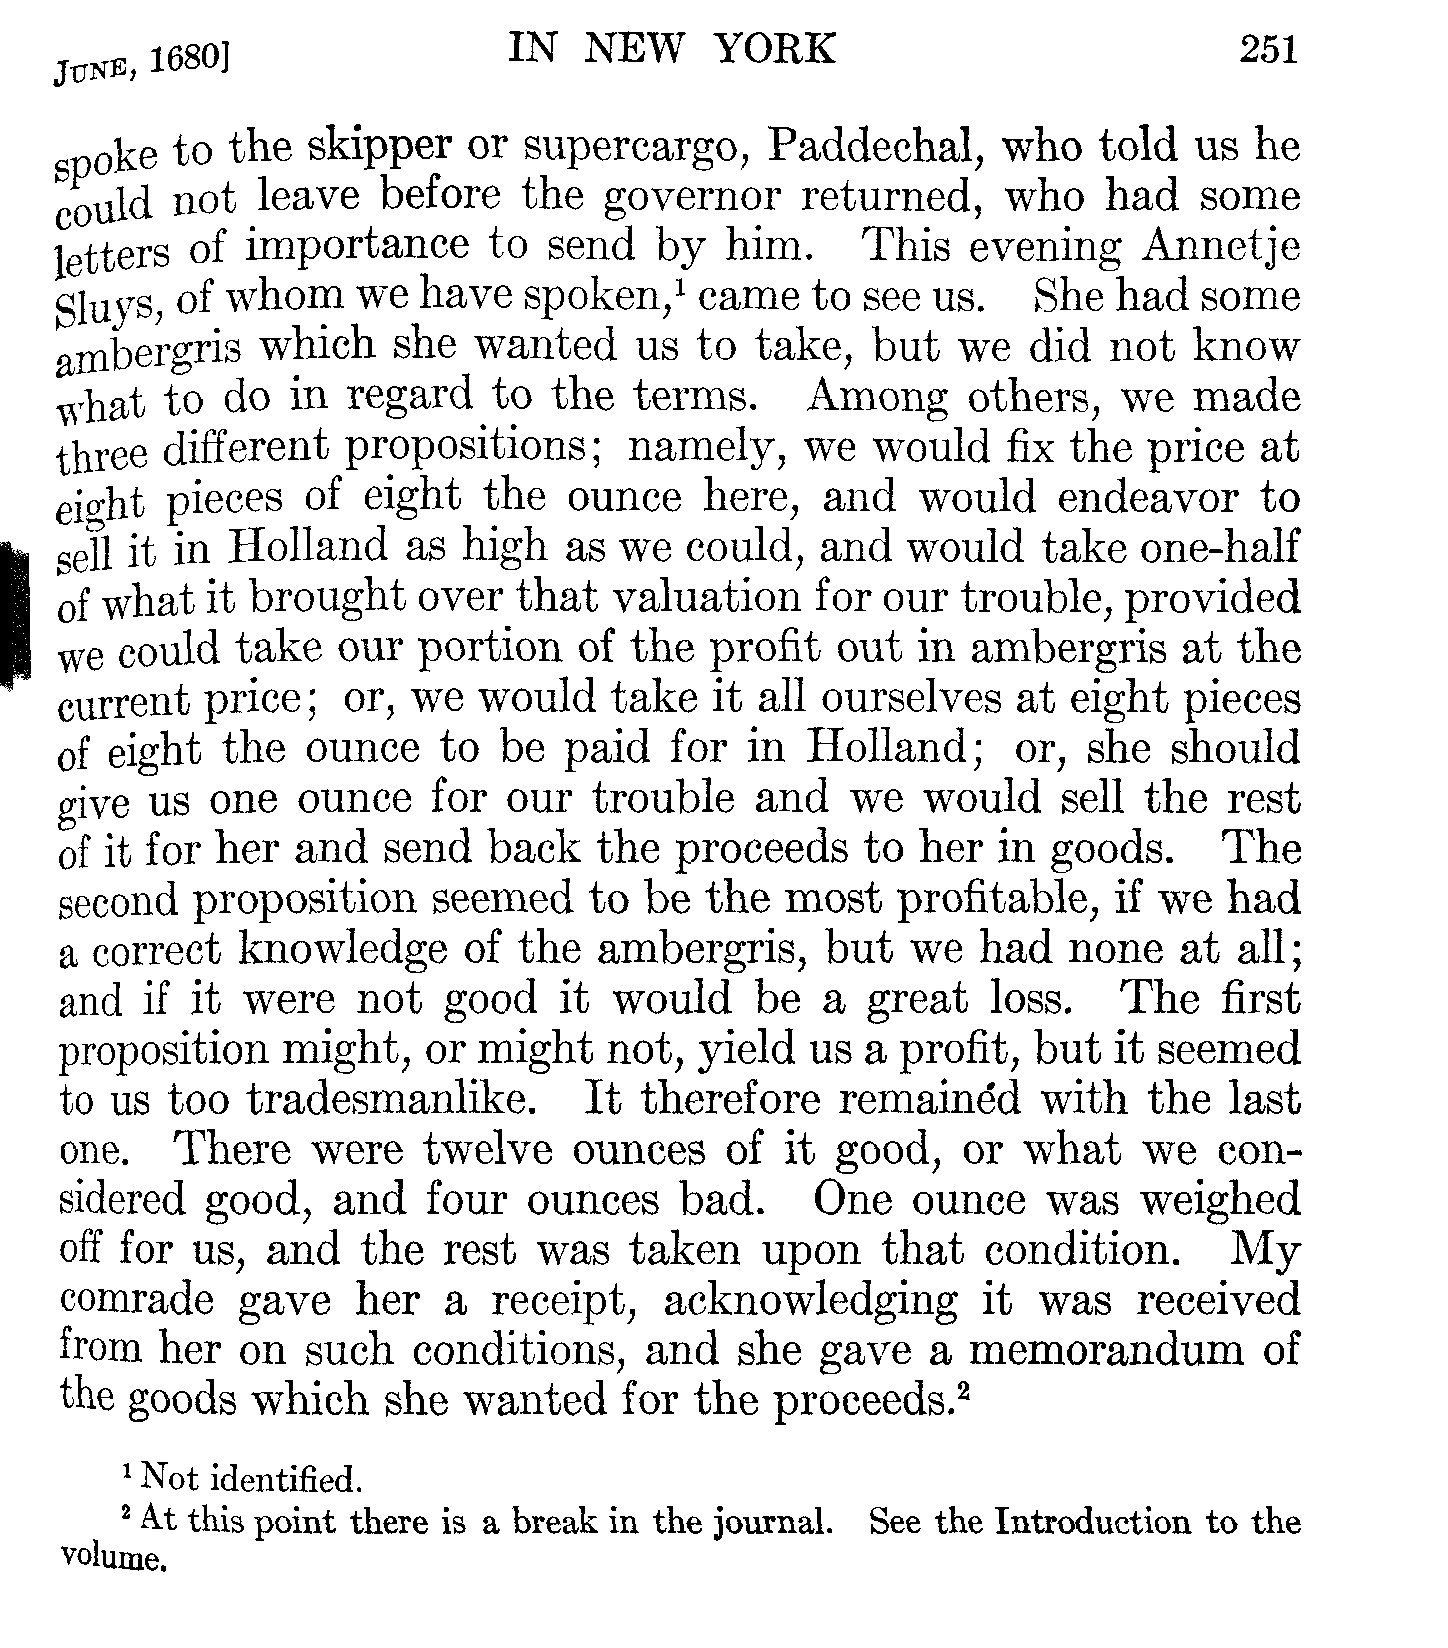 JUNE, 1680] IN NEW YORK 251
spoke to the skipper or supercargo, Paddechal, who told us he
could not leave before the governor returned, who had some
letters of importance to send by him. This evening Annetje
Sluys, of whom we have spoken,¹ came to see us. She had some
ambergris which she wanted us to take, but we did not know
what to do in regard to the terms. Among others, we made
three different propositions; namely, we would fix the price at
eight pieces of eight the ounce here, and would endeavor to
sell it in Holland as high as we could, and would take one-half
of what it brought over that valuation for our trouble, provided
we could take our portion of the profit out in ambergris at the
current price; or, we would take it all ourselves at eight pieces
of eight the ounce to be paid for in Holland; or, she should
give us one ounce for our trouble and we would sell the rest
of it for her and send back the proceeds to her in goods. The
second proposition seemed to be the most profitable, if we had
a correct knowledge of the ambergris, but we had none at all;
and if it were not good it would be a great loss. The first
proposition might, or might not, yield us a profit, but it seemed
to us too tradesmanlike. It therefore remainéd with the last
one. There were twelve ounces of it good, or what we con-
sidered good, and four ounces bad. One ounce was weighed
off for us, and the rest was taken upon that condition. My
comrade gave her a receipt, acknowledging it was received
from her on such conditions, and she gave a memorandum of
the goods which she wanted for the proceeds.²
¹ Not identified.
² At this point there is a break in the journal. See the Introduction to the
volume.